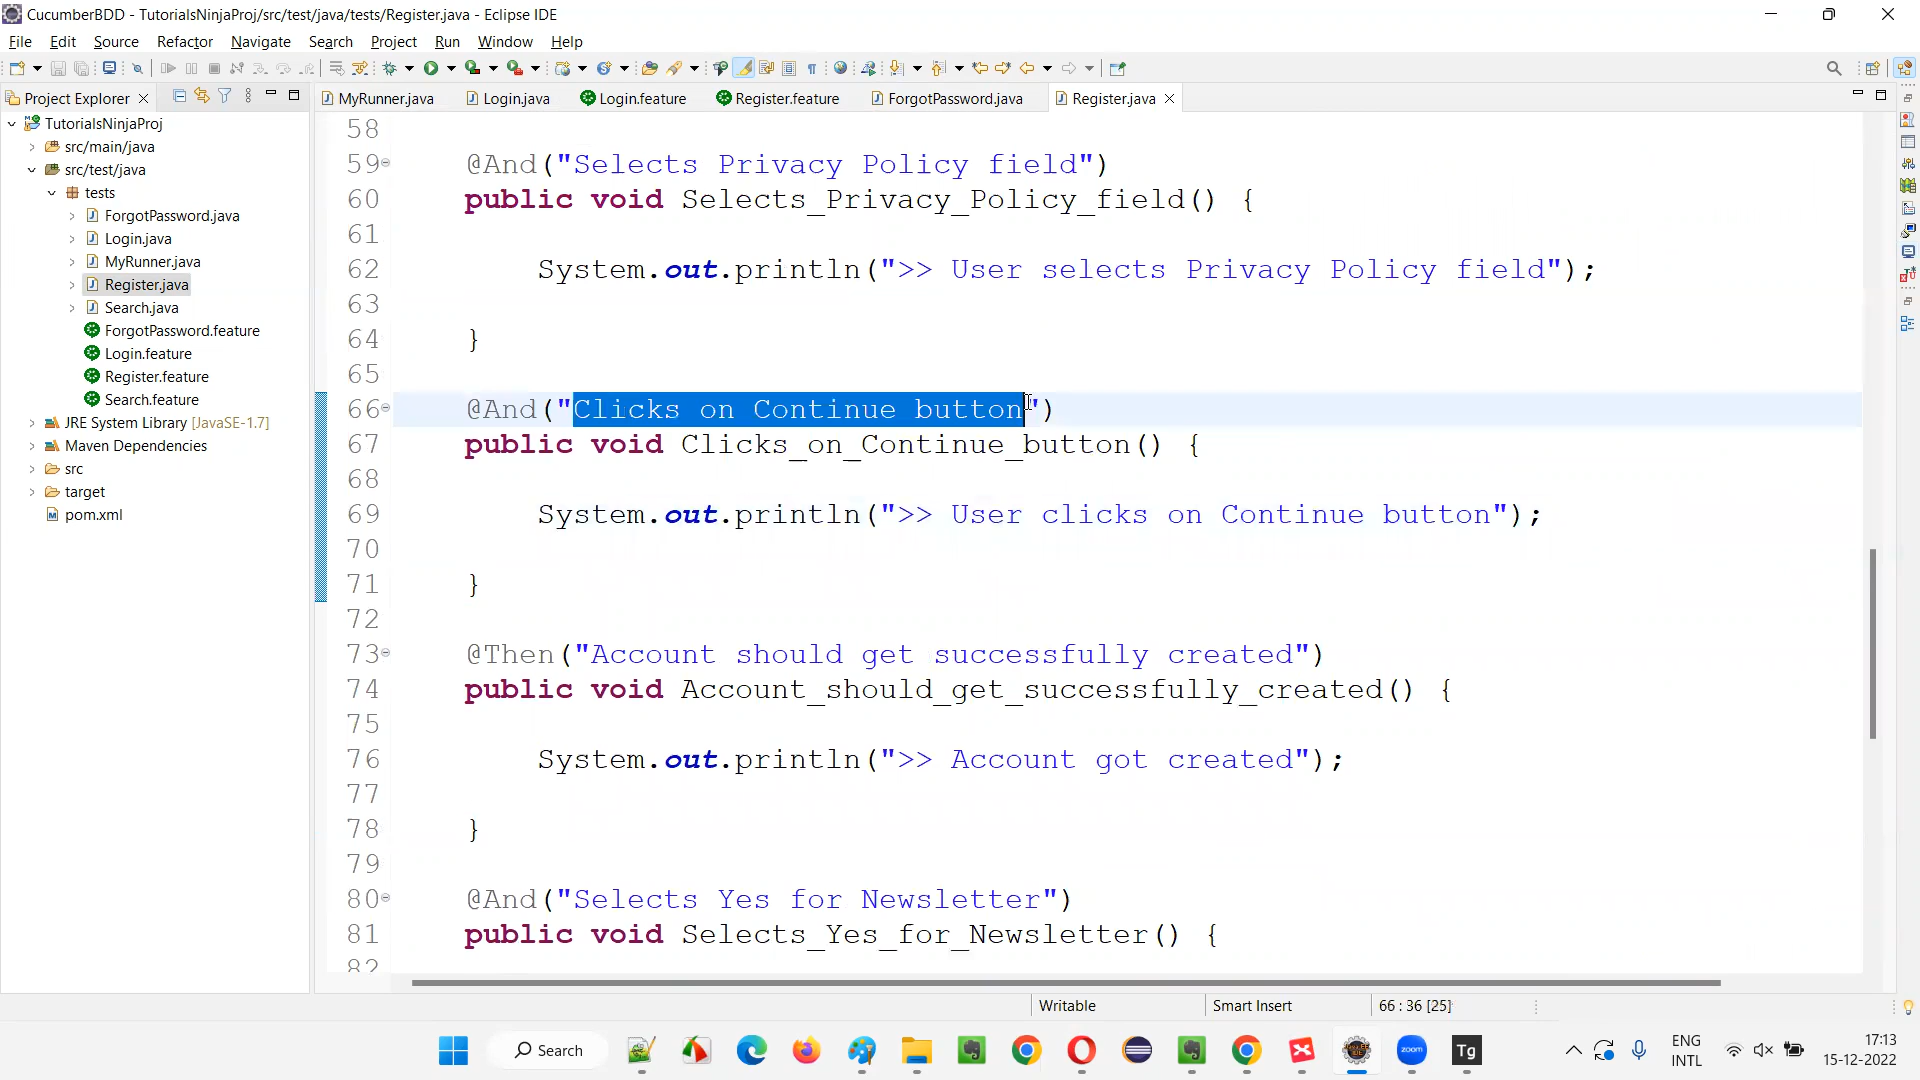 CucumberBDD - TutorialsNinjaProj/src/test/java/tests/Register.java - Eclipse IDE
File Edit Source Refactor Navigate Search Project Run Window Help
Project Explorer
MyRunner.java Login.java Login.feature Register.feature ForgotPassword.java Register.java
TutorialsNinjaProj
src/main/java
src/test/java
tests
ForgotPassword.java
Login.java
MyRunner.java
Register.java
Search.java
ForgotPassword.feature
Login.feature
Register.feature
Search.feature
JRE System Library [JavaSE-1.7]
Maven Dependencies
src
target
pom.xml
58
59 @And("Selects Privacy Policy field")
60 public void Selects_Privacy_Policy_field() {
61
62 System.out.println(">> User selects Privacy Policy field");
63
64 }
65
66 @And("Clicks on Continue button")
67 public void Clicks_on_Continue_button() {
68
69 System.out.println(">> User clicks on Continue button");
70
71 }
72
73 @Then("Account should get successfully created")
74 public void Account_should_get_successfully_created() {
75
76 System.out.println(">> Account got created");
77
78 }
79
80 @And("Selects Yes for Newsletter")
81 public void Selects_Yes_for_Newsletter() {
82
Writable Smart Insert 66 : 36 [25]
Search
zoom
Tg
ENG
INTL
17:13
15-12-2022